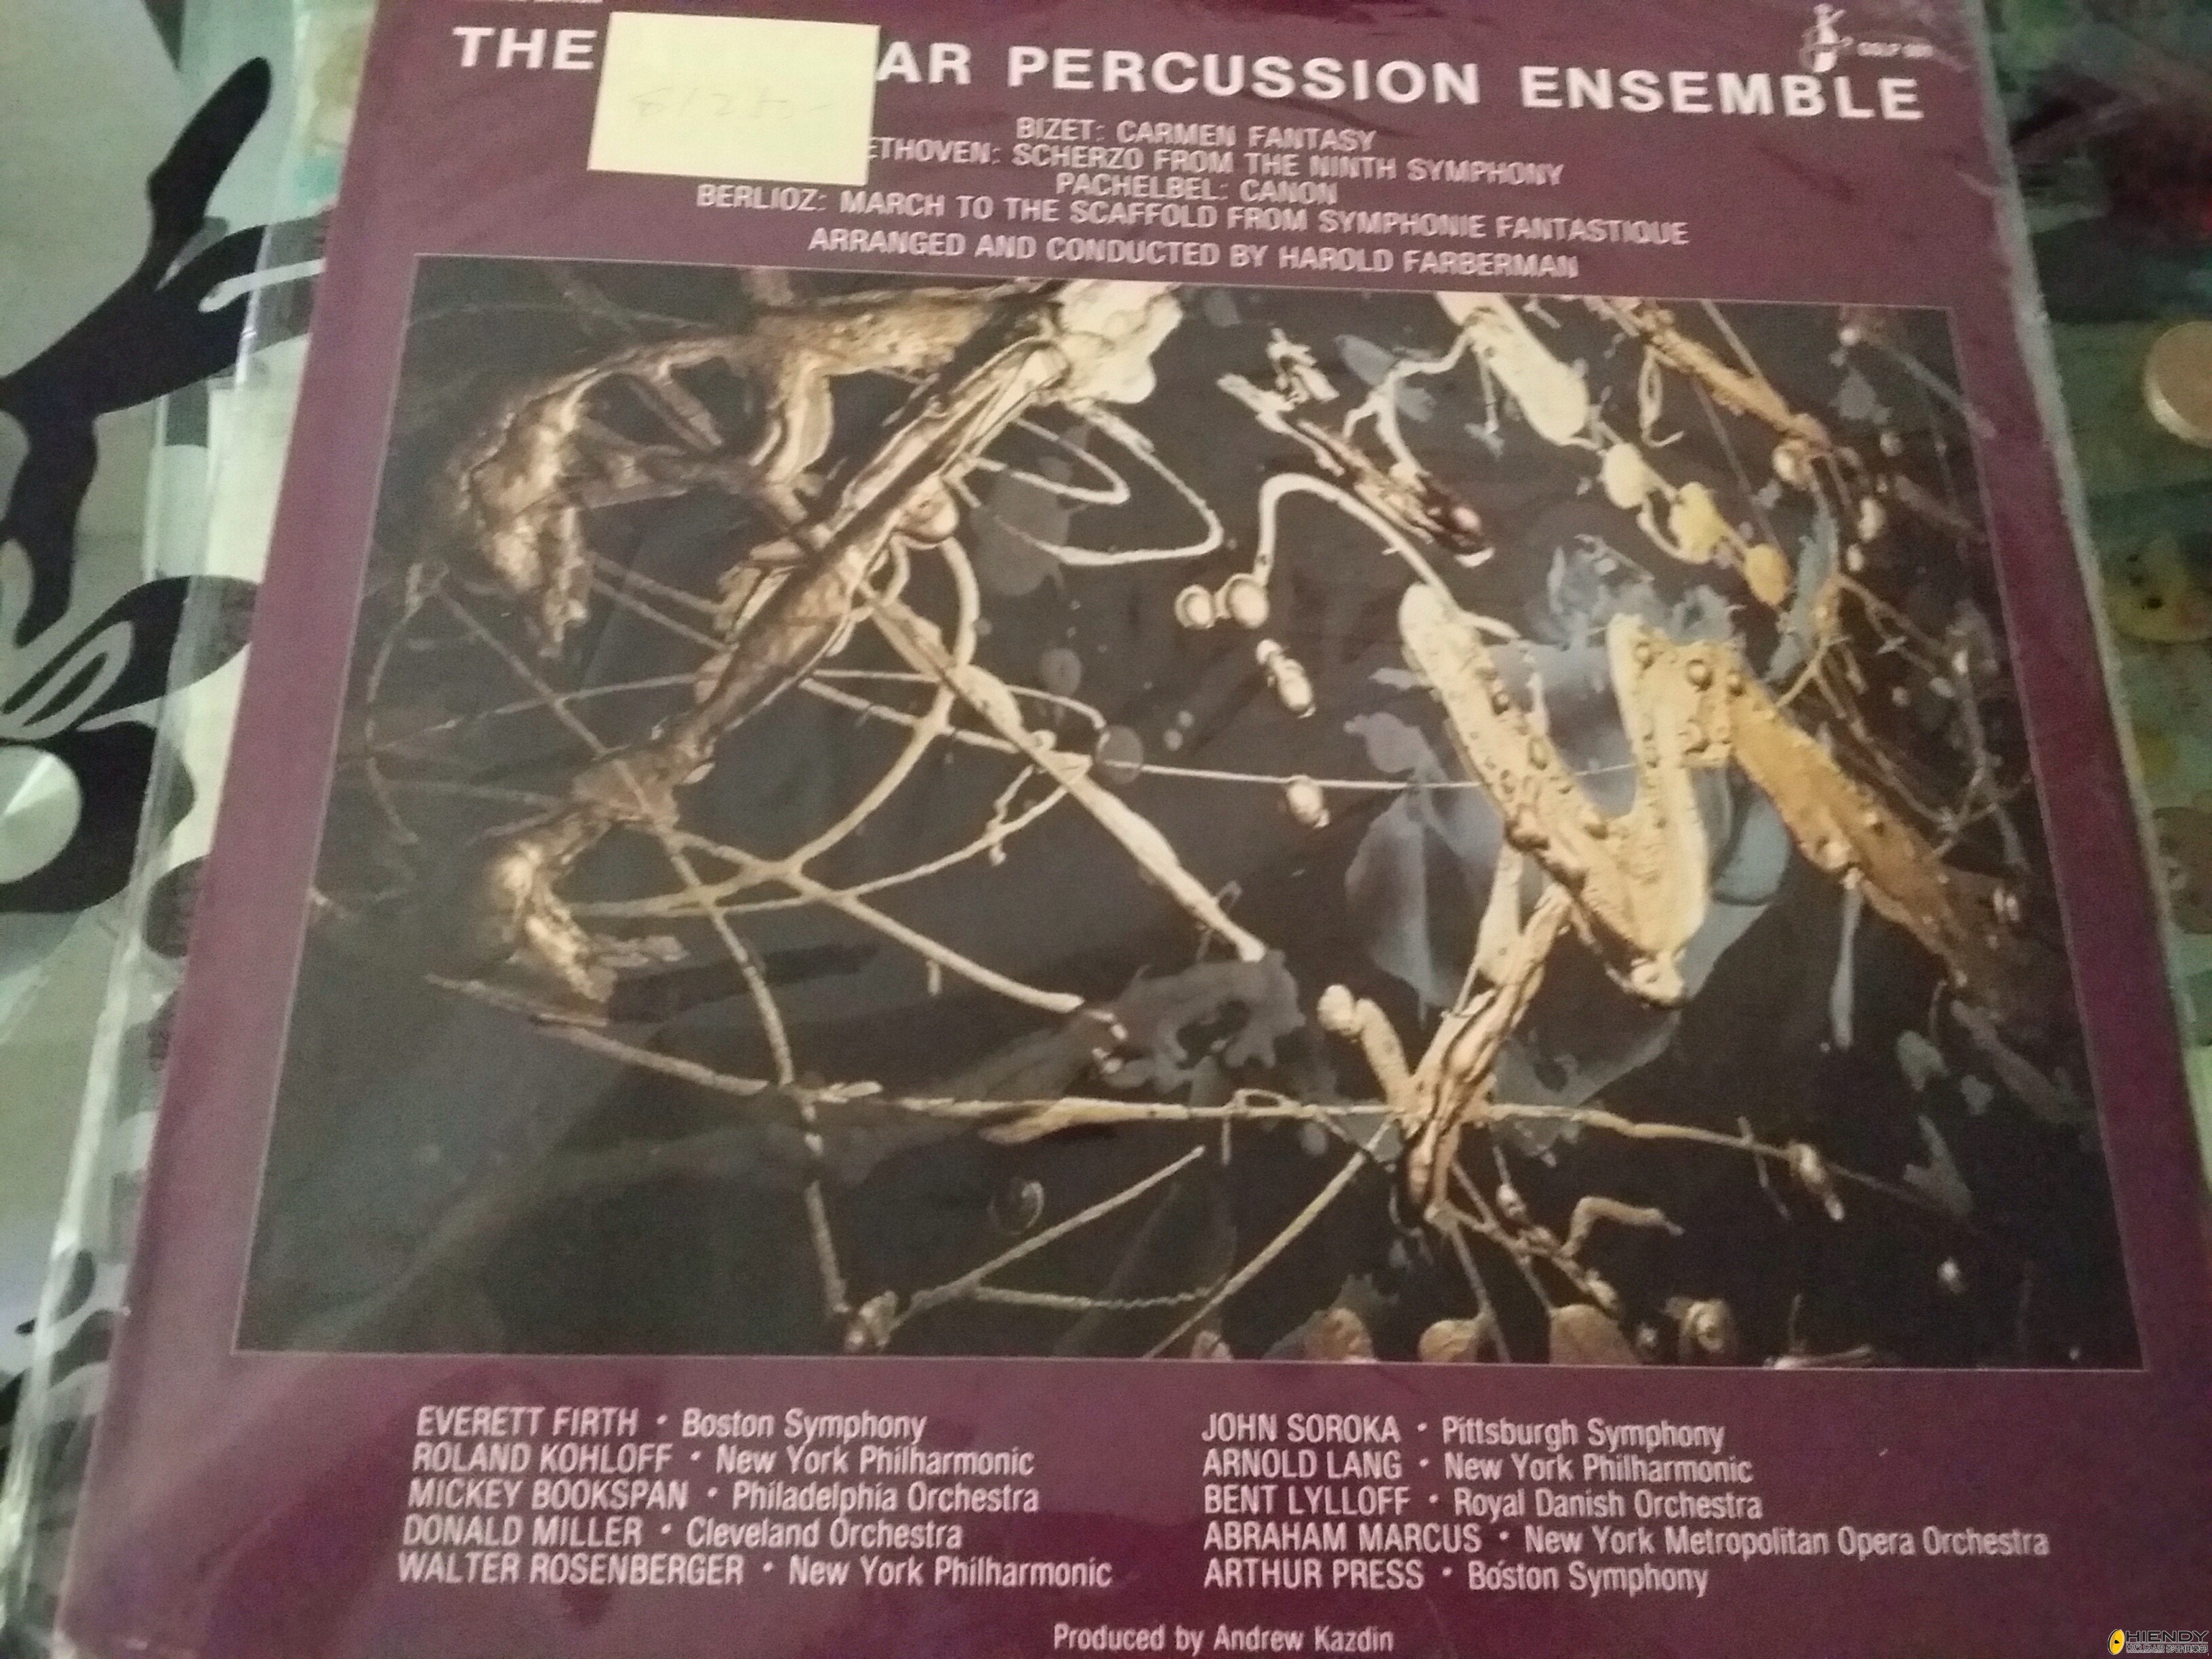 THE AR PERCUSSION ENSEMBLE
BIZET: CARMEN FANTASY
ETHOVEN: SCHERZO FROM THE NINTH SYMPHONY
PACHELBEL: CANON
BERLIOZ: MARCH TO THE SCAFFOLD FROM SYMPHONIE FANTASTIQUE
ARRANGED AND CONDUCTED BY HAROLD FARBERMAN
EVERETT FIRTH • Boston Symphony
ROLAND KOHLOFF • New York Philharmonic
MICKEY BOOKSPAN • Philadelphia Orchestra
DONALD MILLER • Cleveland Orchestra
WALTER ROSENBERGER • New York Philharmonic
JOHN SOROKA • Pittsburgh Symphony
ARNOLD LANG • New York Philharmonic
BENT LYLLOFF • Royal Danish Orchestra
ABRAHAM MARCUS • New York Metropolitan Opera Orchestra
ARTHUR PRESS • Boston Symphony
Produced by Andrew Kazdin
HIENDY